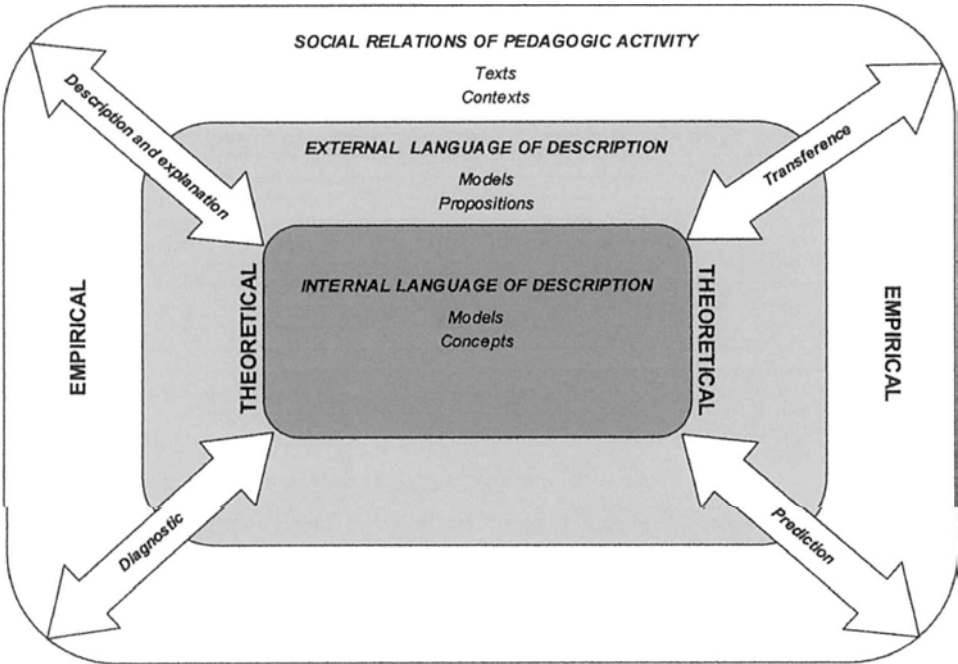 SOCIAL RELATIONS OF PEDAGOGIC ACTIVITY
Texts
Contexts
Description and explanation
Transference
EXTERNAL LANGUAGE OF DESCRIPTION
Models
Propositions
INTERNAL LANGUAGE OF DESCRIPTION
Models
Concepts
EMPIRICAL
THEORETICAL
THEORETICAL
EMPIRICAL
Diagnostic
Prediction